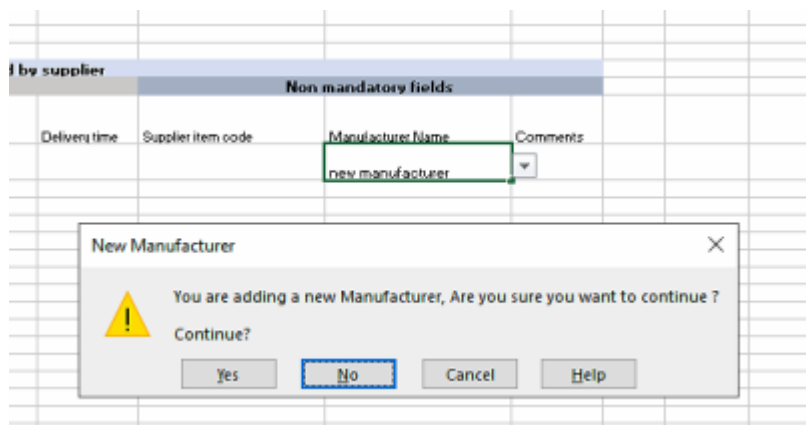 d by supplier
Non mandatory fields
Delivery time Supplier item code Manufacturer Name Comments
new manufacturer
New Manufacturer
You are adding a new Manufacturer, Are you sure you want to continue ?
Continue?
Yes No Cancel Help